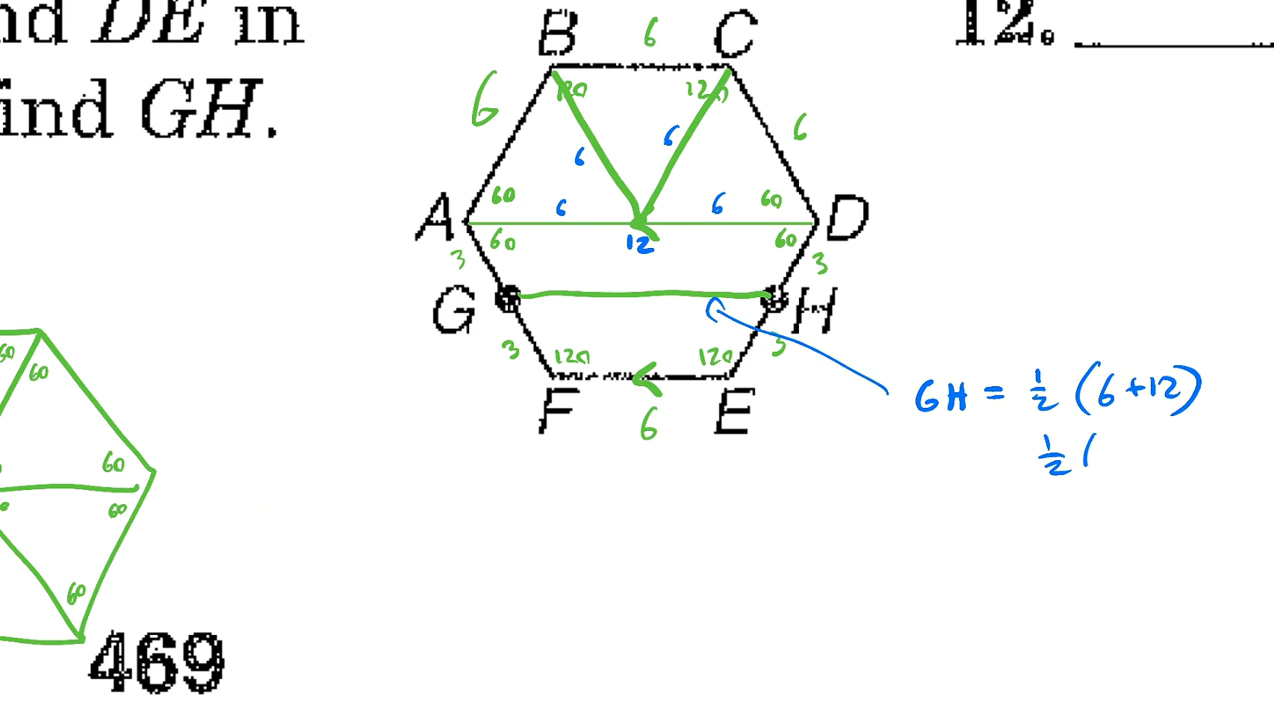 nd DE in
ind GH.
12.
B 6 C
6 120 120 6
6 6
A 60 6 6 60 D
60 12 60
3 3
G H
3 120 120 3
F E
6
GH = 1/2 (6+12)
1/2 (
60 60
60
60
60
469